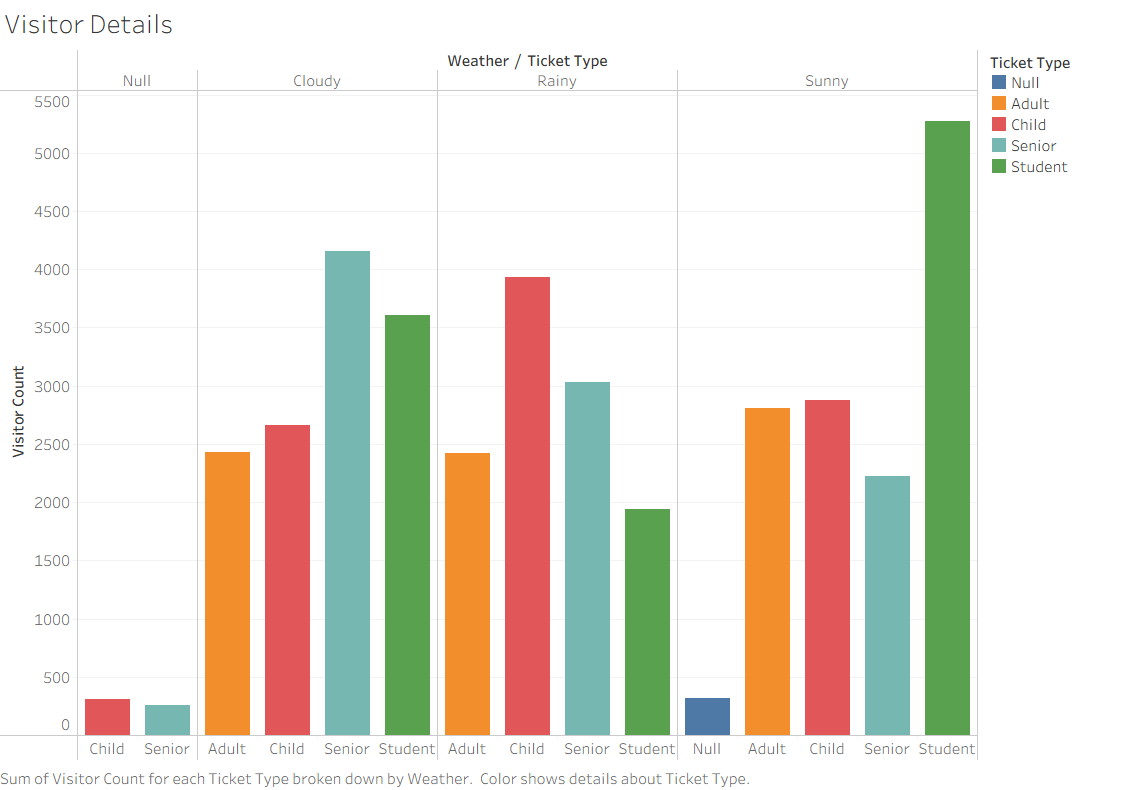 Visitor Details
Weather / Ticket Type
Null Cloudy Rainy Sunny
Ticket Type
Null
Adult
Child
Senior
Student
5500
5000
4500
4000
3500
3000
2500
2000
1500
1000
500
0
Visitor Count
Child Senior Adult Child Senior Student Adult Child Senior Student Null Adult Child Senior Student
Sum of Visitor Count for each Ticket Type broken down by Weather. Color shows details about Ticket Type.